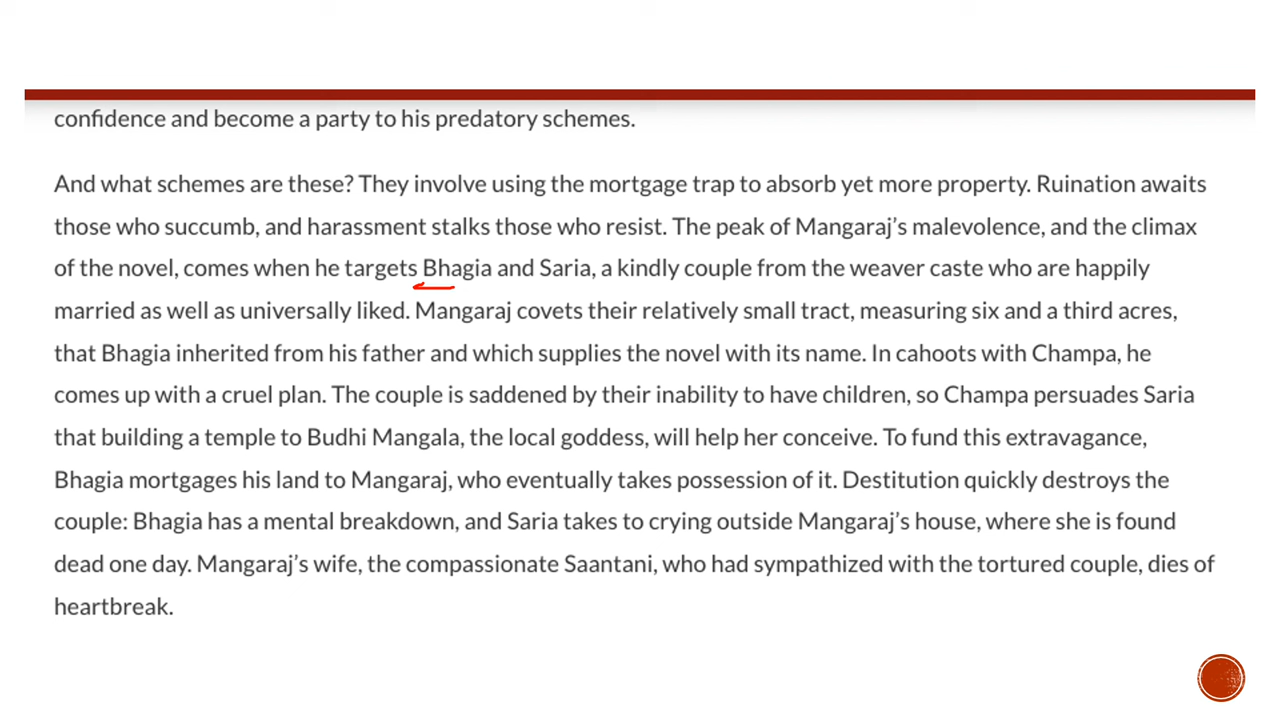 confidence and become a party to his predatory schemes.
And what schemes are these? They involve using the mortgage trap to absorb yet more property. Ruination awaits
those who succumb, and harassment stalks those who resist. The peak of Mangaraj’s malevolence, and the climax
of the novel, comes when he targets Bhagia and Saria, a kindly couple from the weaver caste who are happily
married as well as universally liked. Mangaraj covets their relatively small tract, measuring six and a third acres,
that Bhagia inherited from his father and which supplies the novel with its name. In cahoots with Champa, he
comes up with a cruel plan. The couple is saddened by their inability to have children, so Champa persuades Saria
that building a temple to Budhi Mangala, the local goddess, will help her conceive. To fund this extravagance,
Bhagia mortgages his land to Mangaraj, who eventually takes possession of it. Destitution quickly destroys the
couple: Bhagia has a mental breakdown, and Saria takes to crying outside Mangaraj’s house, where she is found
dead one day. Mangaraj’s wife, the compassionate Saantani, who had sympathized with the tortured couple, dies of
heartbreak.